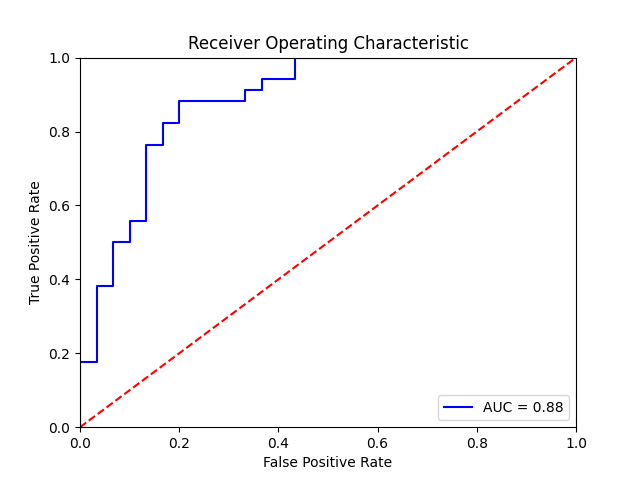 Receiver Operating Characteristic
True Positive Rate
1.0
0.8
0.6
0.4
0.2
0.0
AUC = 0.88
0.0 0.2 0.4 0.6 0.8 1.0
False Positive Rate